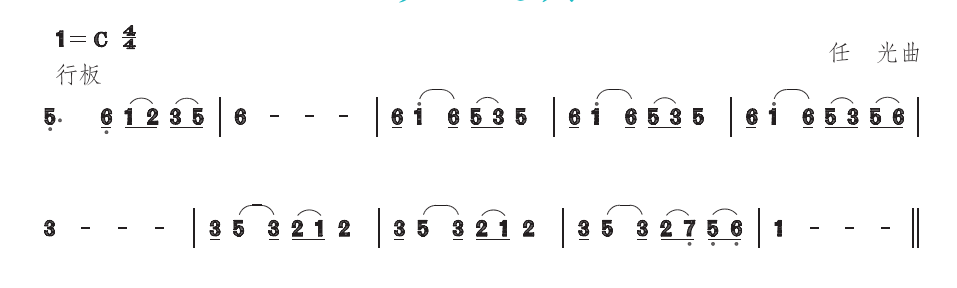 1=C 4/4
任 光曲
行板
5. 6 1 2 3 5 | 6 - - - | 6 1 6 5 3 5 | 6 1 6 5 3 5 | 6 1 6 5 3 5 6 |
3 - - - | 3 5 3 2 1 2 | 3 5 3 2 1 2 | 3 5 3 2 7 5 6 | 1 - - - ||